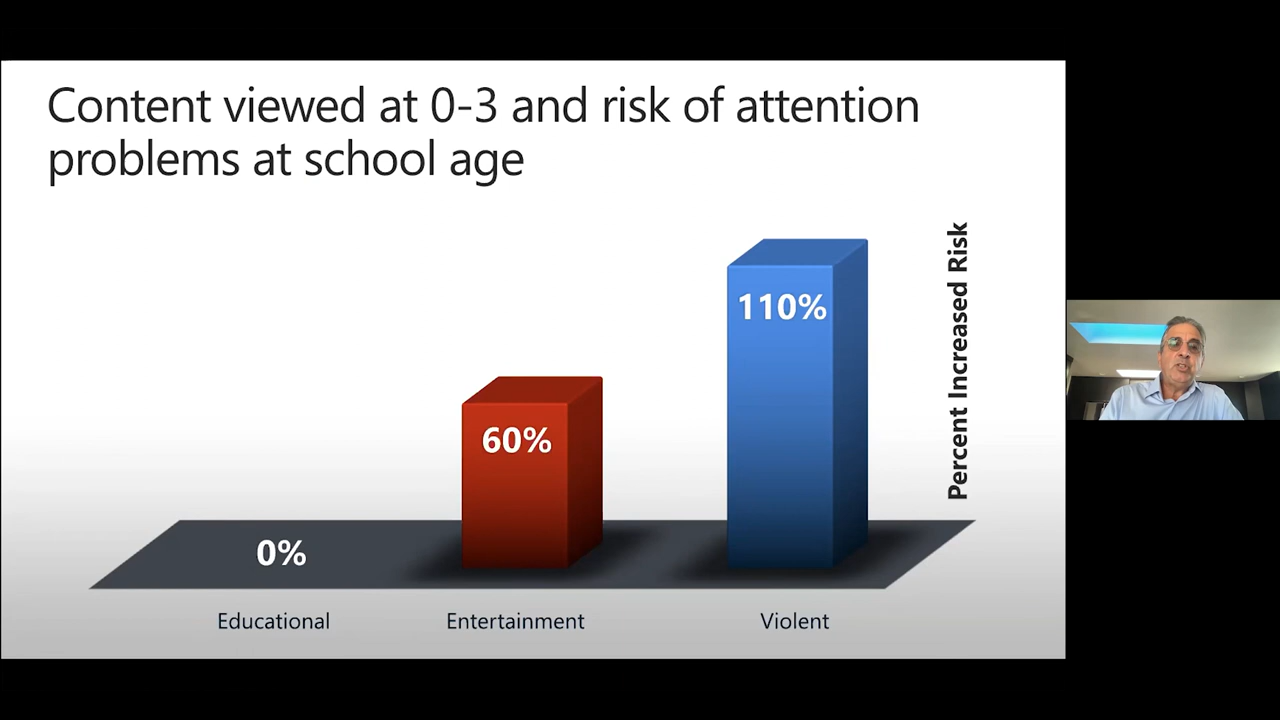 Content viewed at 0-3 and risk of attention
problems at school age
110%
60%
0%
Percent Increased Risk
Educational
Entertainment
Violent